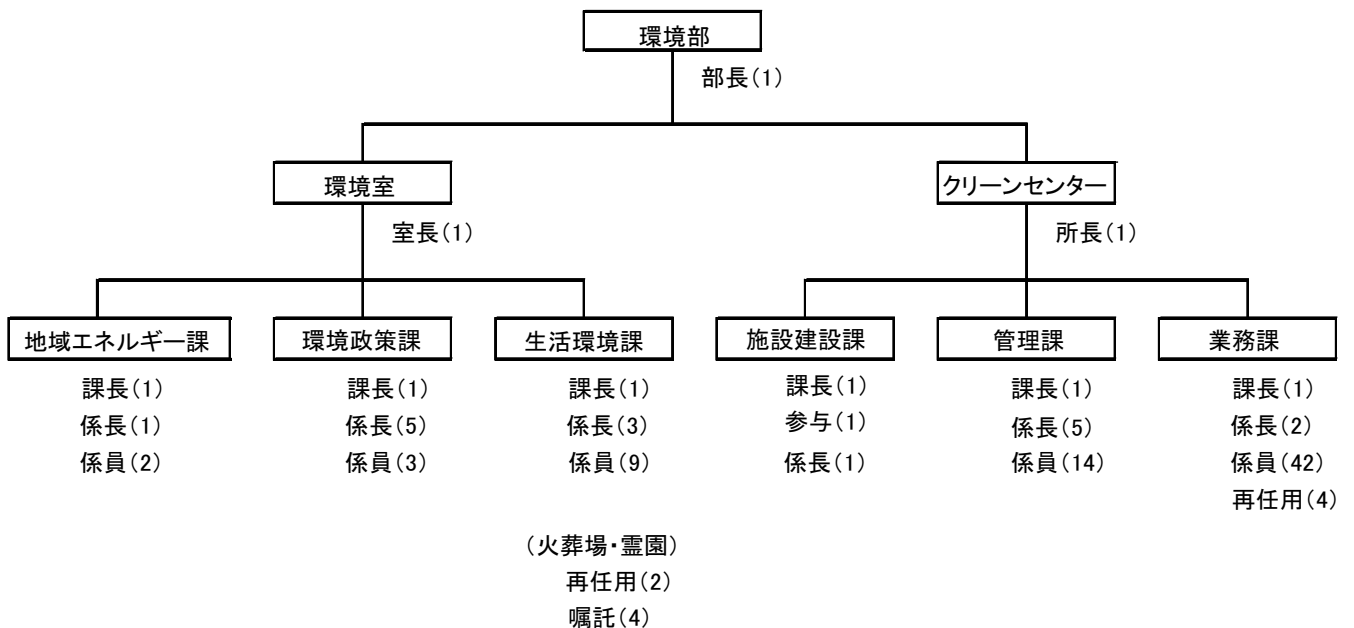 環境部
部長(1)
環境室
クリーンセンター
室長(1)
所長(1)
地域エネルギー課
環境政策課
生活環境課
施設建設課
管理課
業務課
課長(1)
係長(1)
係員(2)
課長(1)
係長(5)
係員(3)
課長(1)
係長(3)
係員(9)
(火葬場・霊園)
再任用(2)
嘱託(4)
課長(1)
参与(1)
係長(1)
課長(1)
係長(5)
係員(14)
課長(1)
係長(2)
係員(42)
再任用(4)